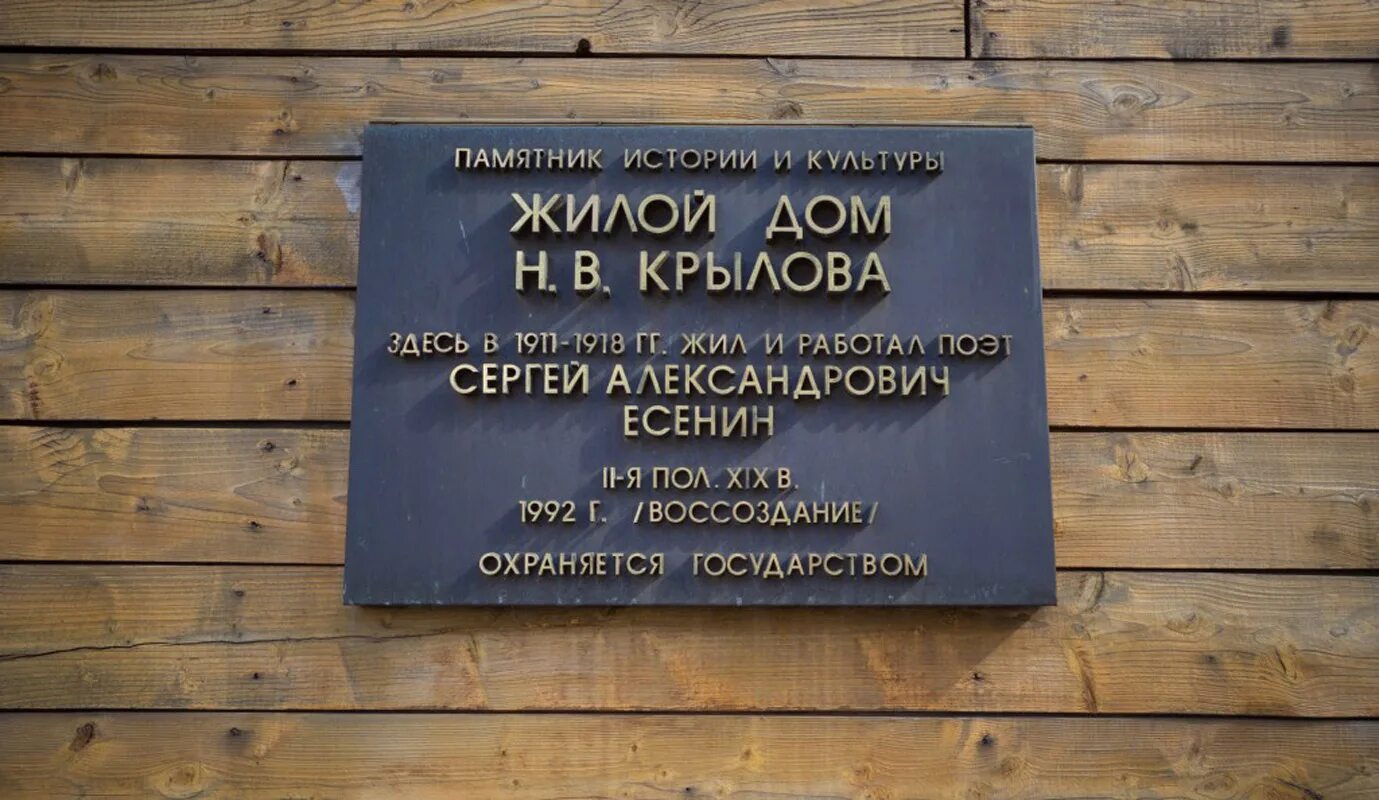 ПАМЯТНИК ИСТОРИИ И КУЛЬТУРЫ
ЖИЛОЙ ДОМ
Н. В. КРЫЛОВА
ЗДЕСЬ В 1911-1918 ГГ. ЖИЛ И РАБОТАЛ ПОЭТ
СЕРГЕЙ АЛЕКСАНДРОВИЧ
ЕСЕНИН
II-Я ПОЛ. XIX В.
1992 Г. /ВОССОЗДАНИЕ/
ОХРАНЯЕТСЯ ГОСУДАРСТВОМ